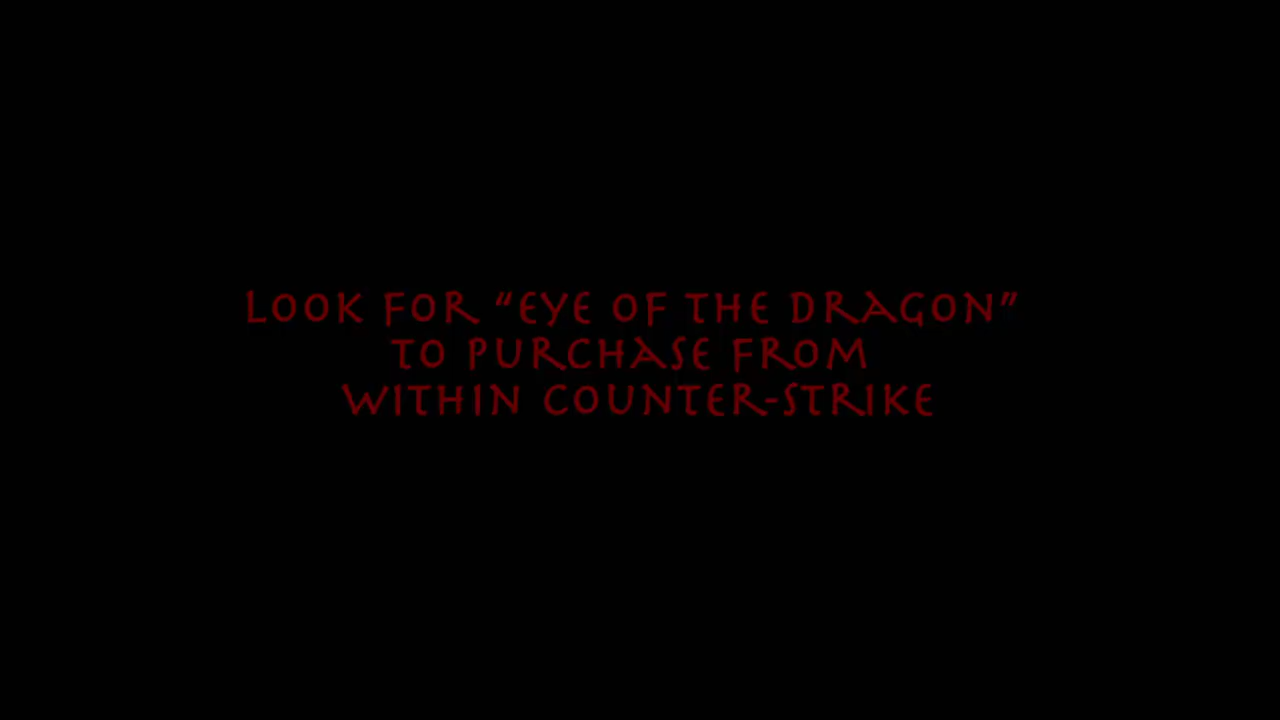 LOOK FOR “EYE OF THE DRAGON”
TO PURCHASE FROM
WITHIN COUNTER-STRIKE